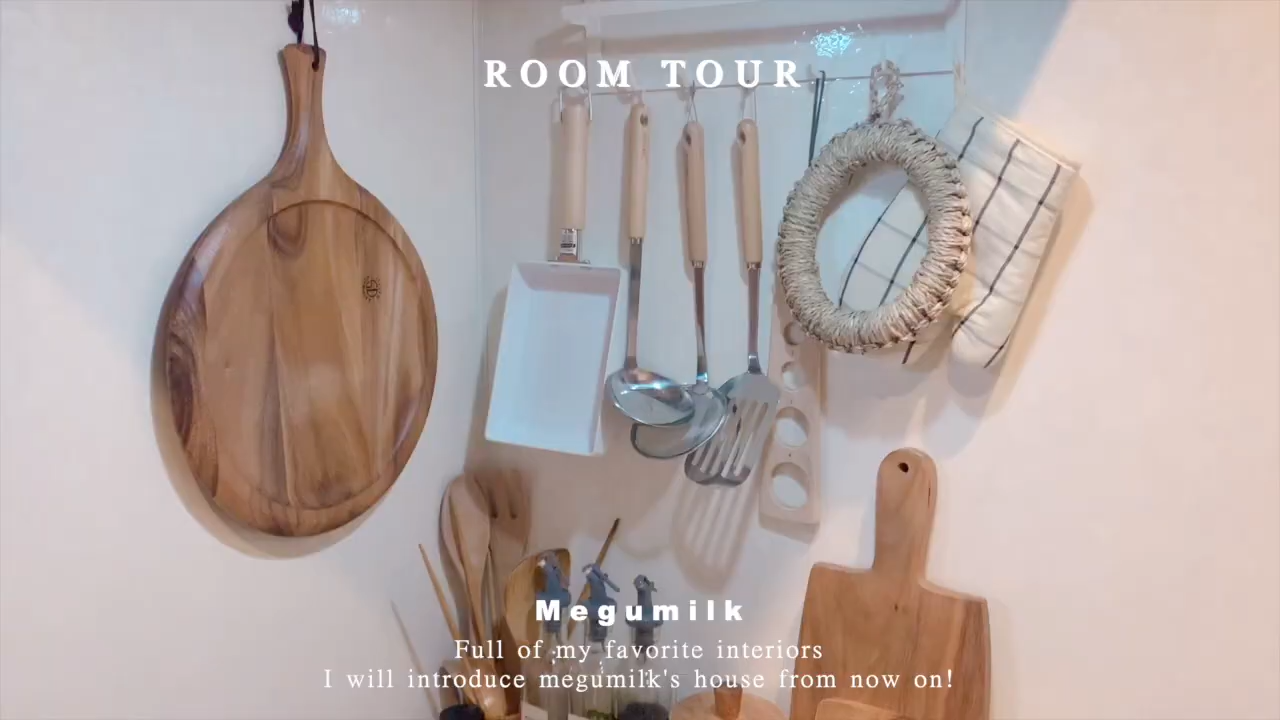 ROOM TOUR
Megumilk
Full of my favorite interiors
I will introduce megumilk's house from now on!